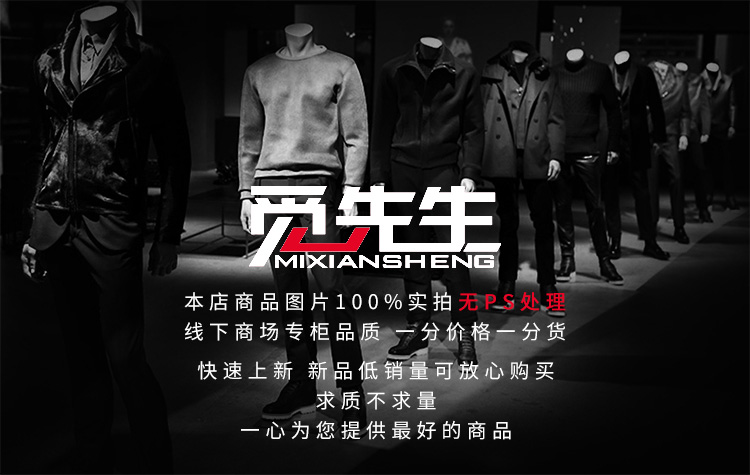 觅先生
MIXIANSHENG
本店商品图片100%实拍无PS处理
线下商场专柜品质 一分价格一分货
快速上新 新品低销量可放心购买
求质不求量
一心为您提供最好的商品